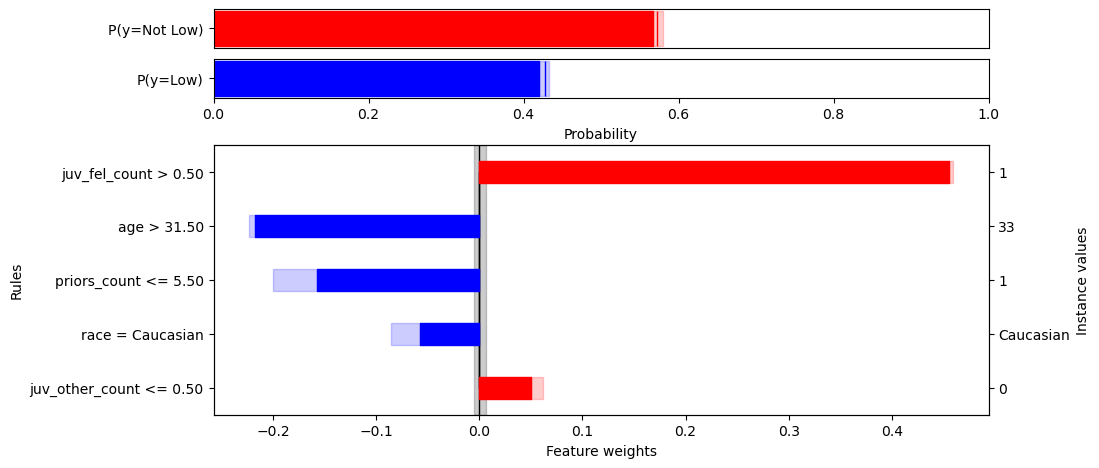 P(y=Not Low)
P(y=Low)
0.0 0.2 0.4 0.6 0.8 1.0
Probability
juv_fel_count > 0.50 1
age > 31.50 33
priors_count <= 5.50 1
race = Caucasian Caucasian
juv_other_count <= 0.50 0
Rules
Instance values
−0.2 −0.1 0.0 0.1 0.2 0.3 0.4
Feature weights